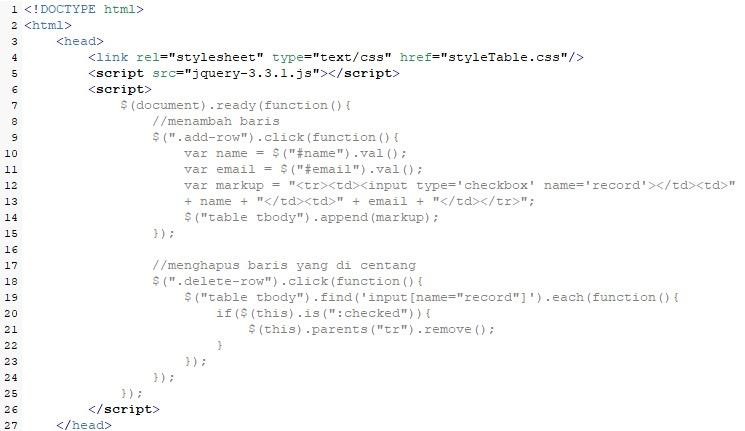 1 <!DOCTYPE html>
2 <html>
3     <head>
4         <link rel="stylesheet" type="text/css" href="styleTable.css"/>
5         <script src="jquery-3.3.1.js"></script>
6         <script>
7             $(document).ready(function(){
8                 //menambah baris
9                 $(".add-row").click(function(){
10                     var name = $("#name").val();
11                     var email = $("#email").val();
12                     var markup = "<tr><td><input type='checkbox' name='record'></td><td>"
13                     + name + "</td><td>" + email + "</td></tr>";
14                     $("table tbody").append(markup);
15                 });
16
17                 //menghapus baris yang di centang
18                 $(".delete-row").click(function(){
19                     $("table tbody").find('input[name="record"]').each(function(){
20                         if($(this).is(":checked")){
21                             $(this).parents("tr").remove();
22                         }
23                     });
24                 });
25             });
26         </script>
27     </head>